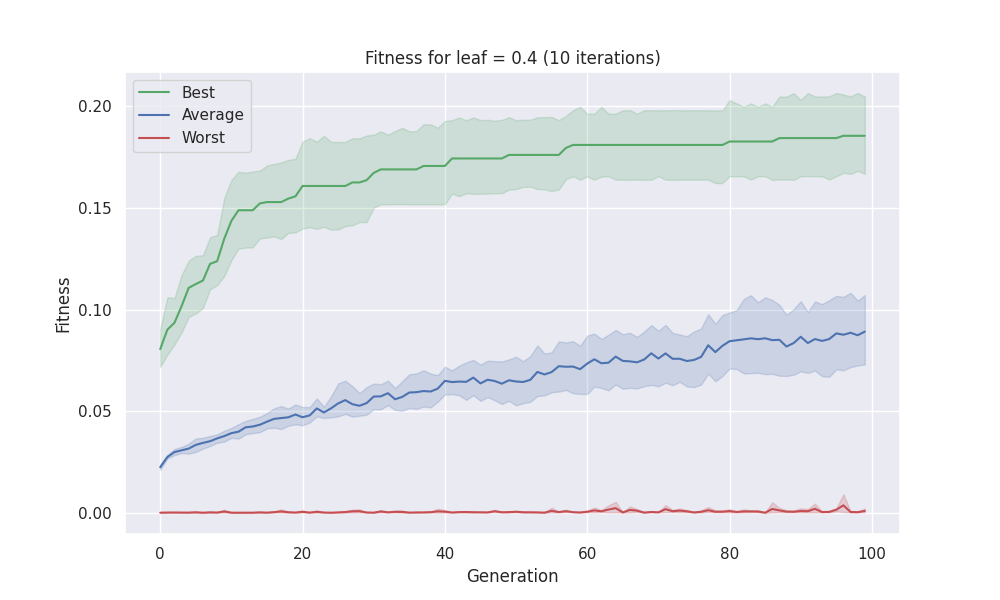 Fitness for leaf = 0.4 (10 iterations)
Best
Average
Worst
0.20
0.15
0.10
0.05
0.00
Fitness
0 20 40 60 80 100
Generation